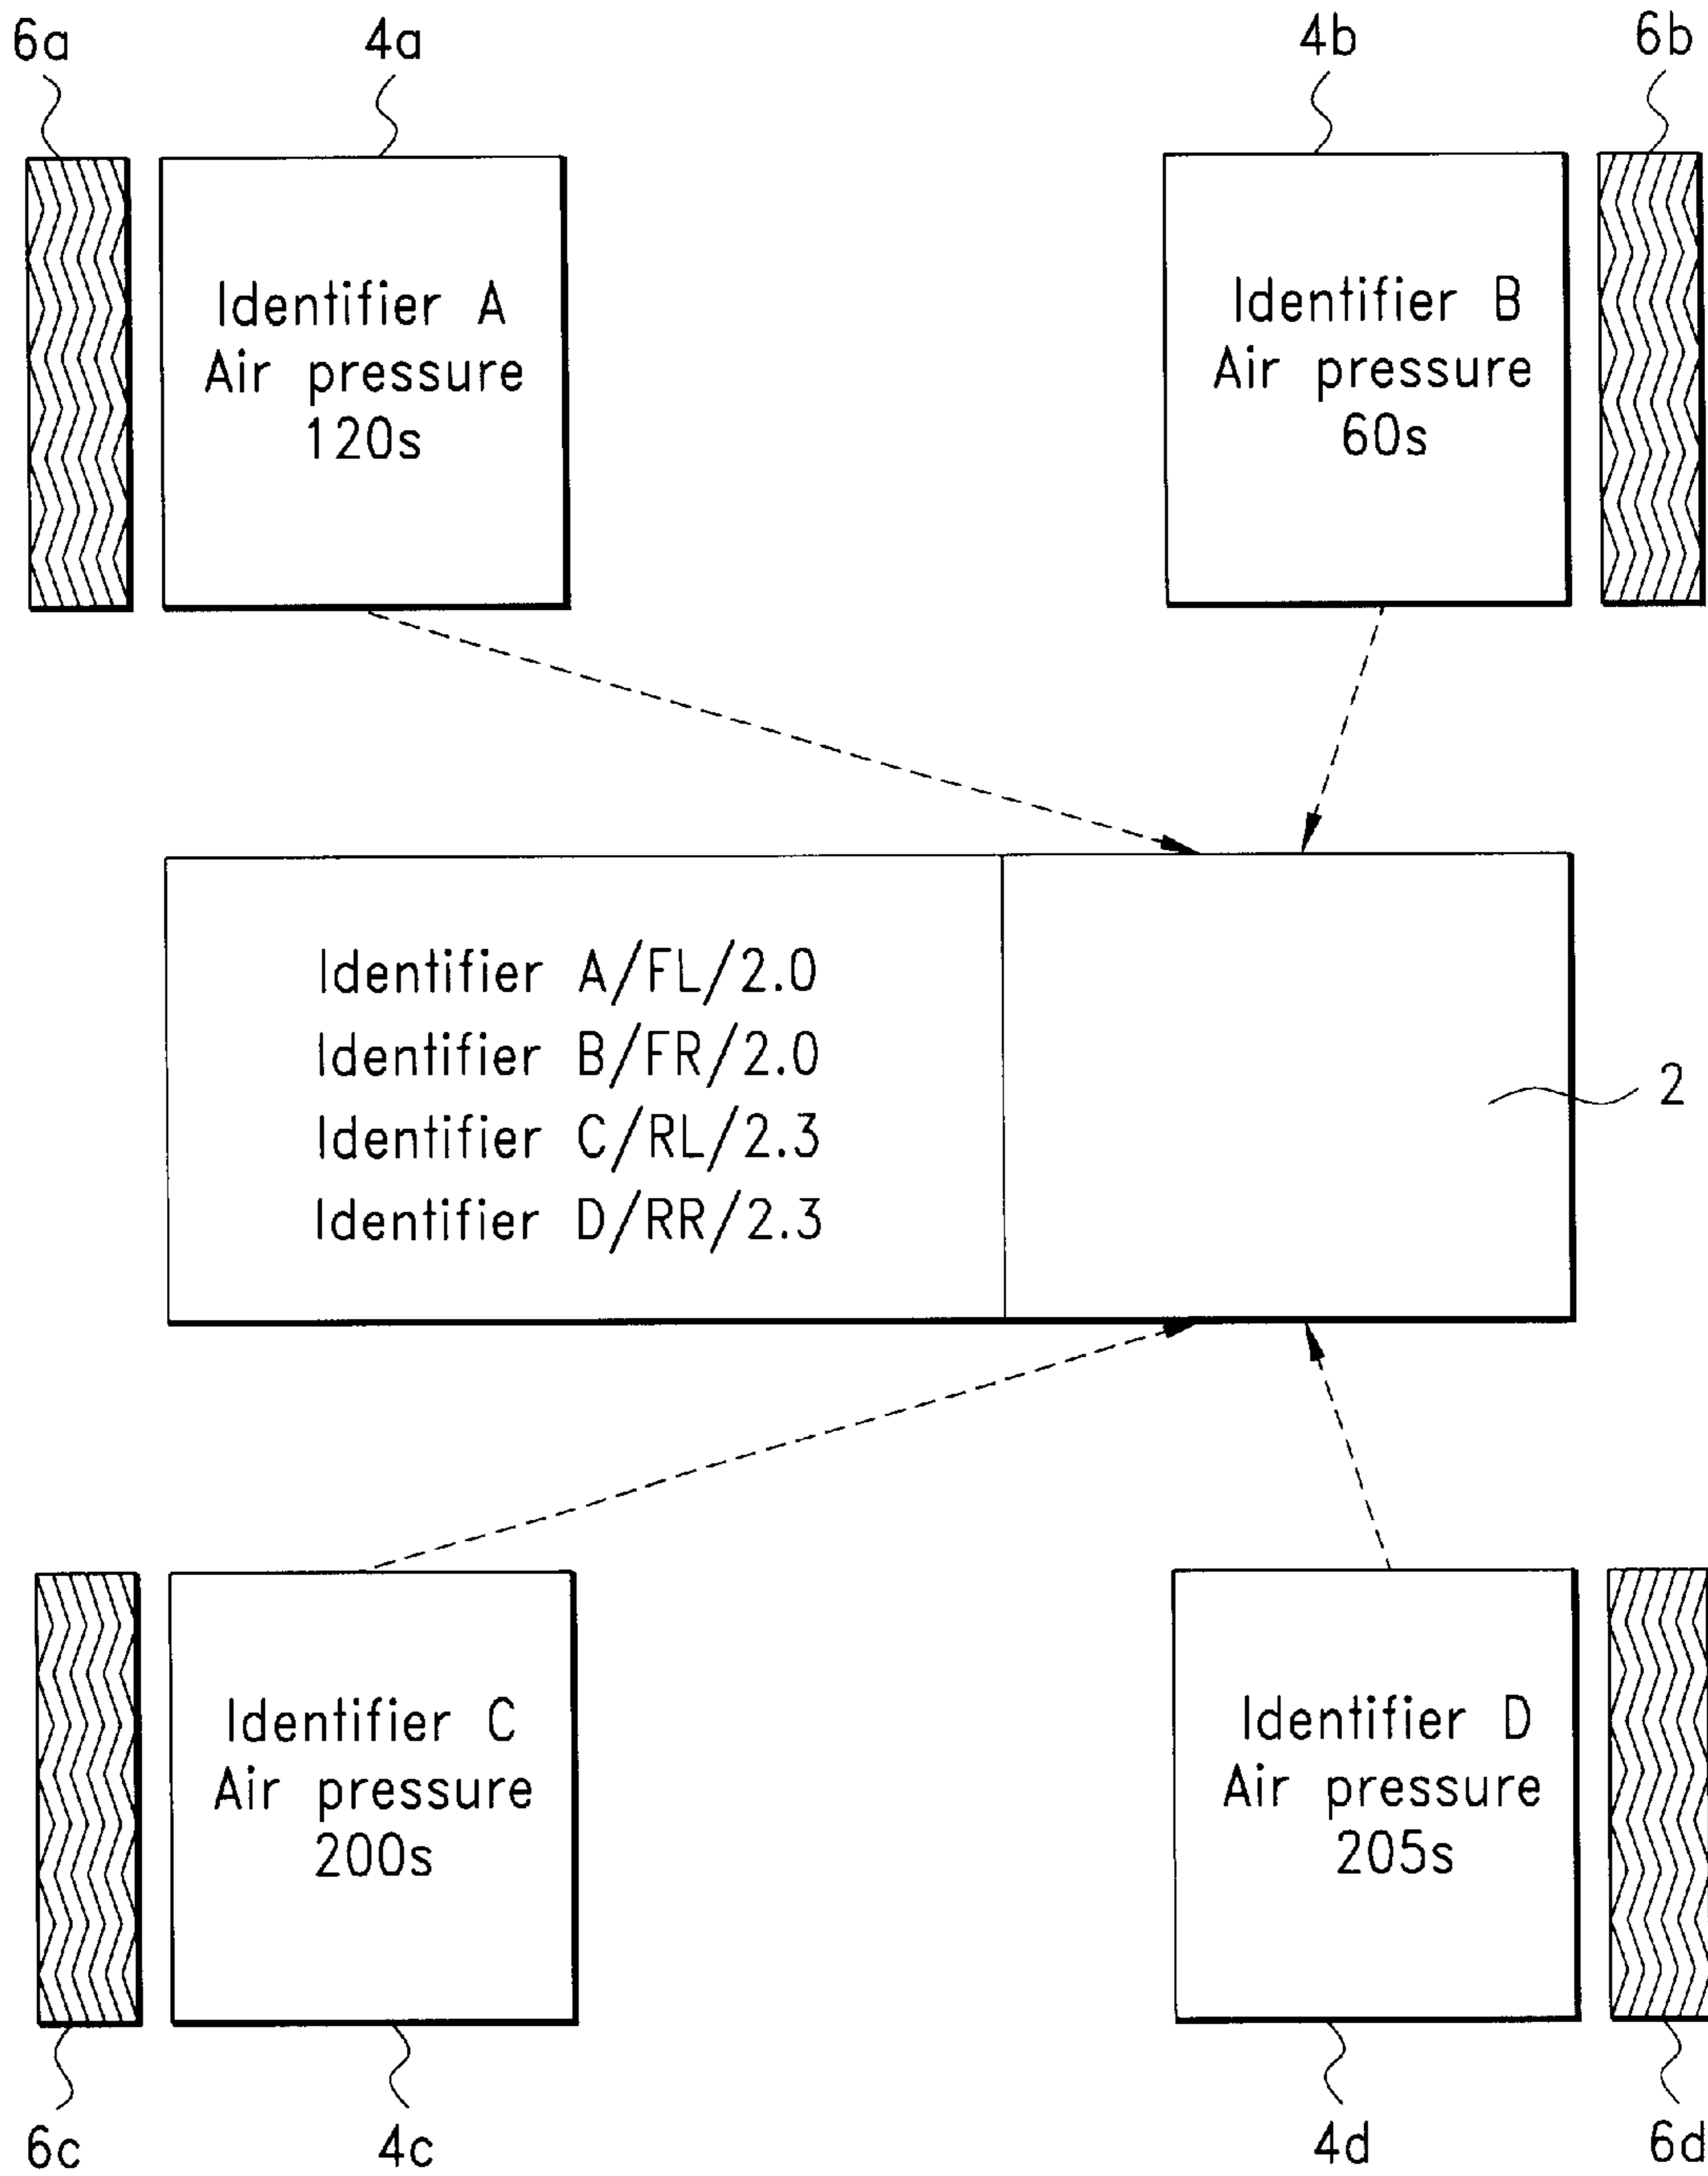 6a
4a
4b
6b
Identifier A
Air pressure
120s
Identifier B
Air pressure
60s
Identifier A/FL/2.0
Identifier B/FR/2.0
Identifier C/RL/2.3
Identifier D/RR/2.3
2
Identifier C
Air pressure
200s
Identifier D
Air pressure
205s
6c
4c
4d
6d